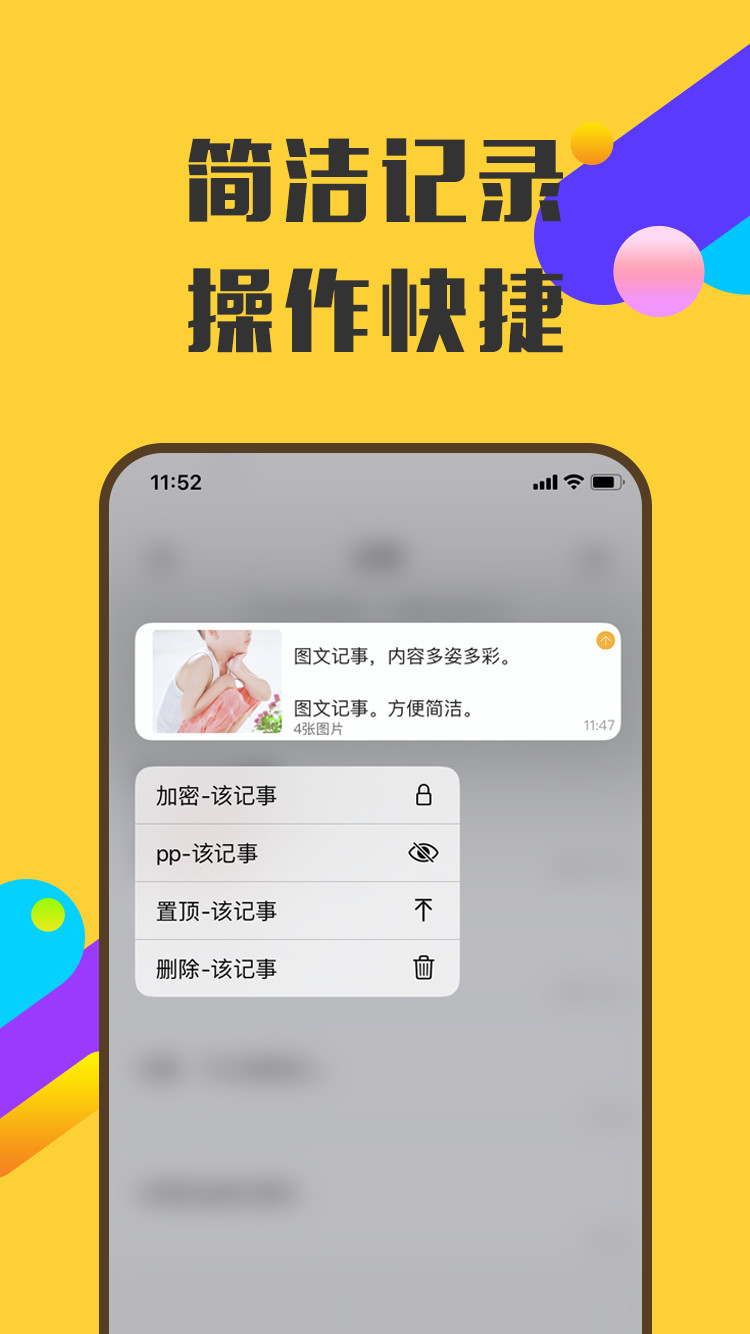 简洁记录
操作快捷
11:52
图文记事，内容多姿多彩。
图文记事。方便简洁。
4张图片
11:47
加密-该记事
pp-该记事
置顶-该记事
删除-该记事